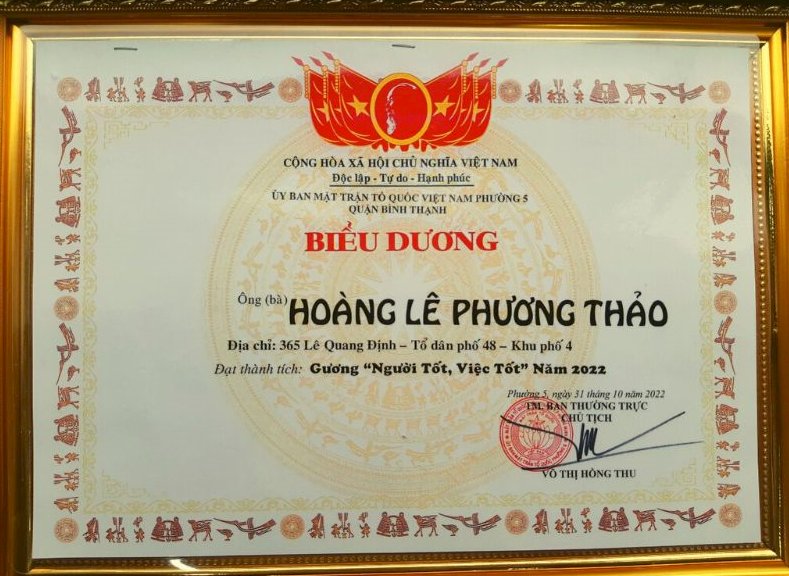 CỘNG HÒA XÃ HỘI CHỦ NGHĨA VIỆT NAM
Độc lập - Tự do - Hạnh phúc
ỦY BAN MẶT TRẬN TỔ QUỐC VIỆT NAM PHƯỜNG 5
QUẬN BÌNH THẠNH
BIỂU DƯƠNG
Ông (bà) HOÀNG LÊ PHƯƠNG THẢO
Địa chỉ: 365 Lê Quang Định – Tổ dân phố 48 – Khu phố 4
Đạt thành tích: Gương “Người Tốt, Việc Tốt” Năm 2022
Phường 5, ngày 31 tháng 10 năm 2022
TM. BAN THƯỜNG TRỰC
CHỦ TỊCH
VÕ THỊ HỒNG THU